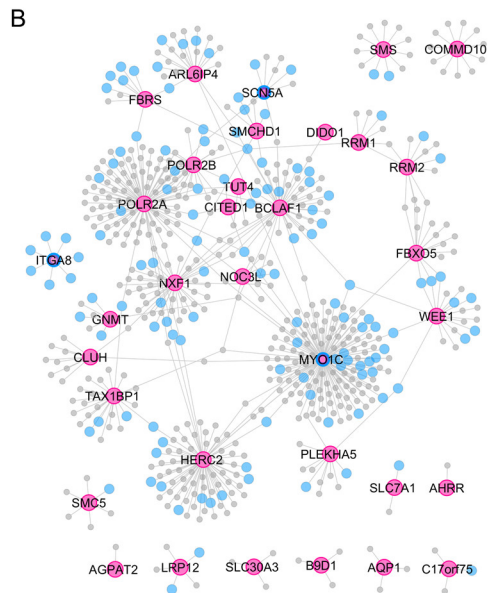 B
SMS
COMMD10
ARL6IP4
SCN5A
FBRS
SMCHD1
DIDO1
RRM1
POLR2B
RRM2
TUT4
POLR2A
CITED1
BCLAF1
FBXO5
ITGA8
NXF1
NOC3L
GNMT
WEE1
CLUH
MYO1C
TAX1BP1
HERC2
PLEKHA5
SLC7A1
AHRR
SMC5
AGPAT2
LRP12
SLC30A3
B9D1
AQP1
C17orf75